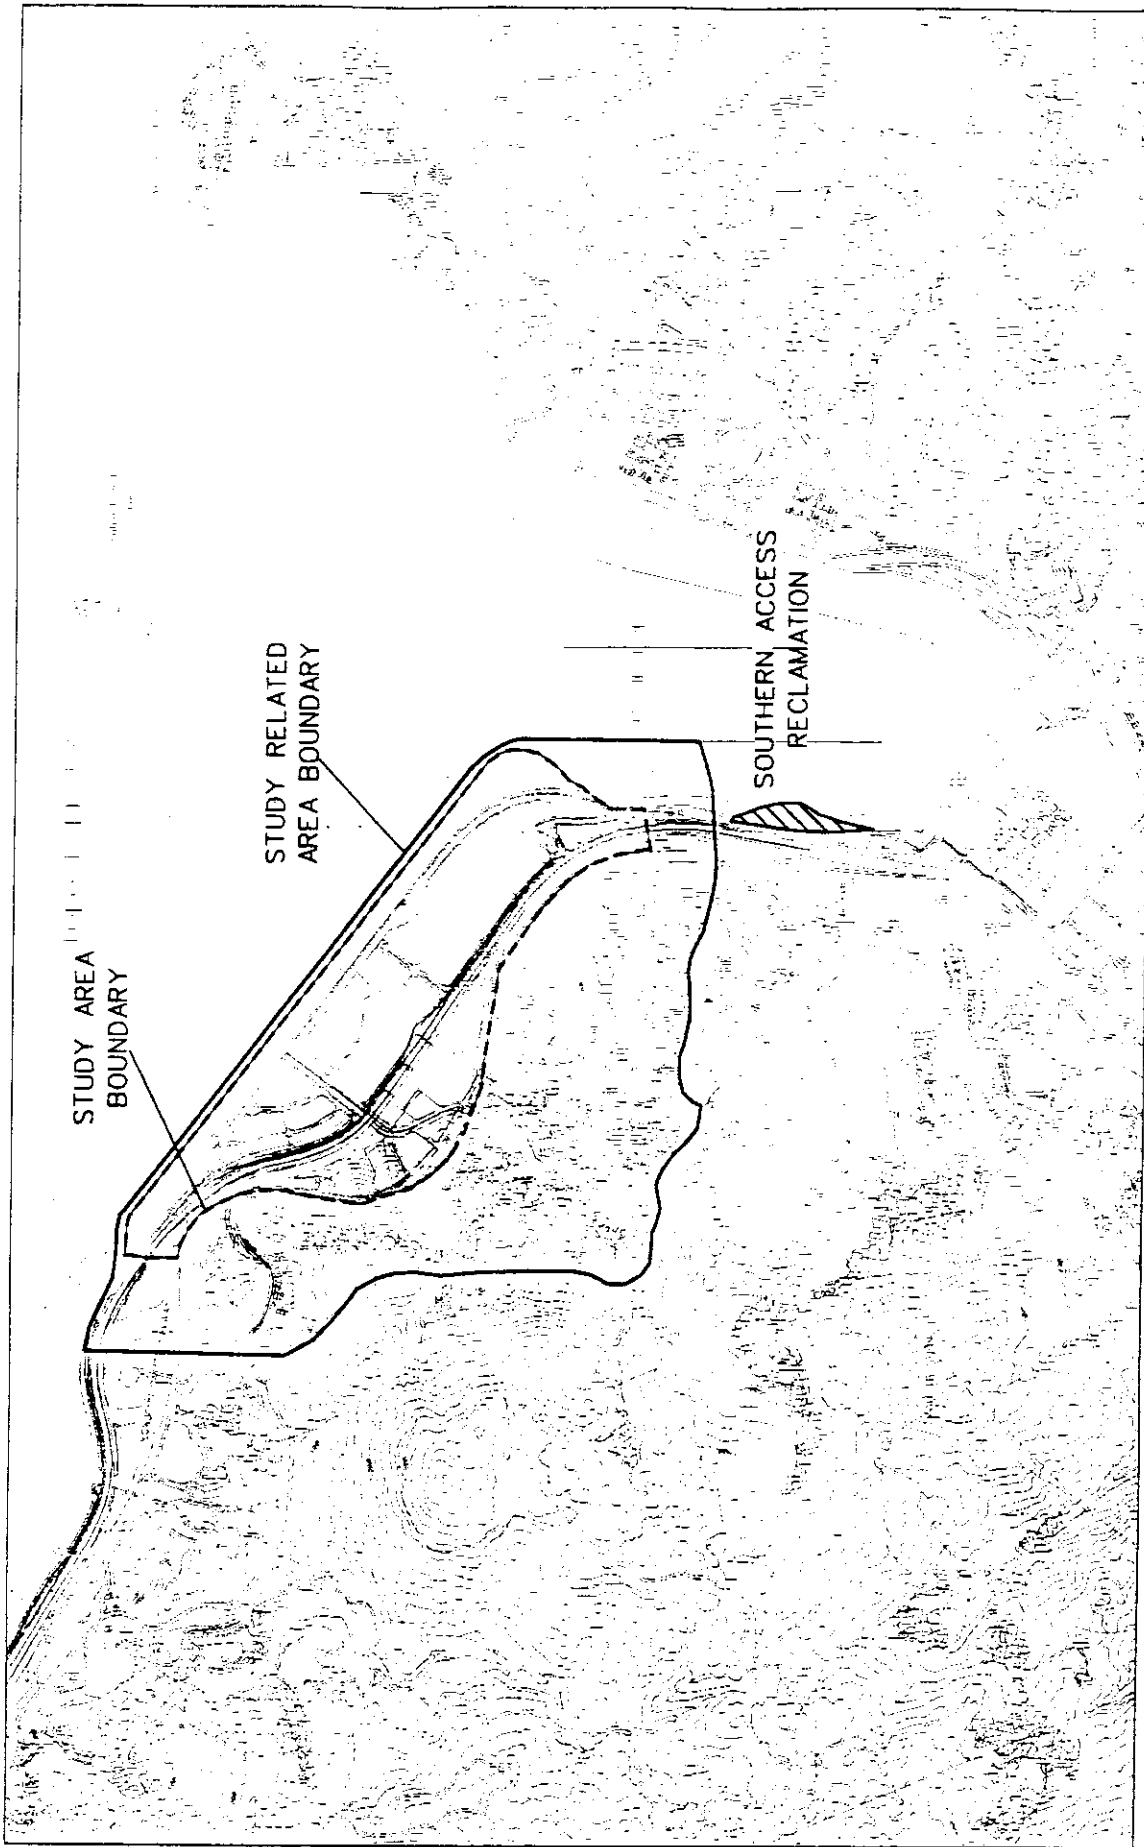 STUDY AREA
BOUNDARY
STUDY RELATED
AREA BOUNDARY
SOUTHERN ACCESS
RECLAMATION